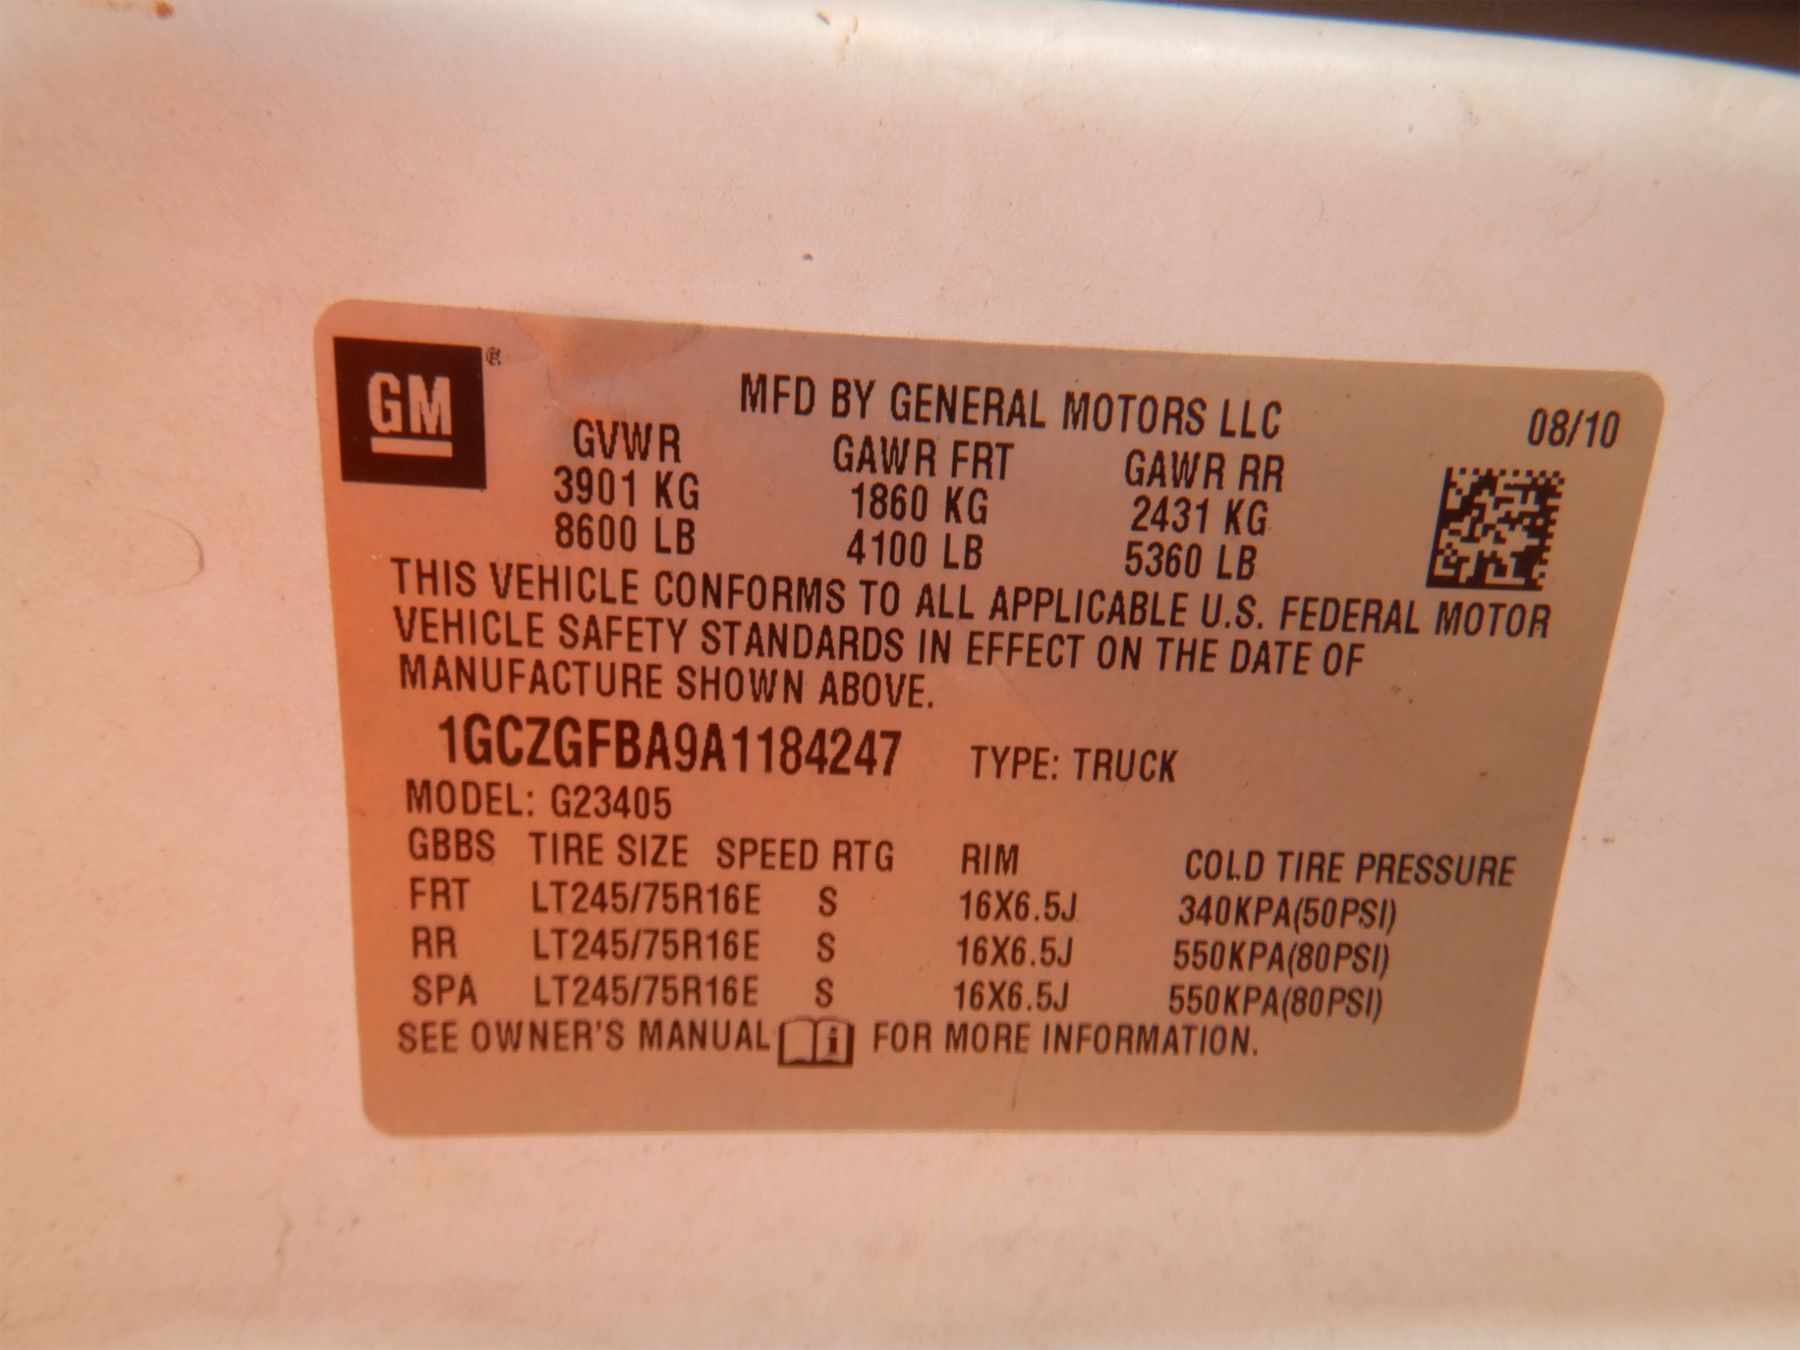 GM ®
MFD BY GENERAL MOTORS LLC 08/10
GVWR GAWR FRT GAWR RR
3901 KG 1860 KG 2431 KG
8600 LB 4100 LB 5360 LB
THIS VEHICLE CONFORMS TO ALL APPLICABLE U.S. FEDERAL MOTOR
VEHICLE SAFETY STANDARDS IN EFFECT ON THE DATE OF
MANUFACTURE SHOWN ABOVE.
1GCZGFBA9A1184247 TYPE: TRUCK
MODEL: G23405
GBBS TIRE SIZE SPEED RTG RIM COLD TIRE PRESSURE
FRT LT245/75R16E S 16X6.5J 340KPA(50PSI)
RR LT245/75R16E S 16X6.5J 550KPA(80PSI)
SPA LT245/75R16E S 16X6.5J 550KPA(80PSI)
SEE OWNER'S MANUAL i FOR MORE INFORMATION.